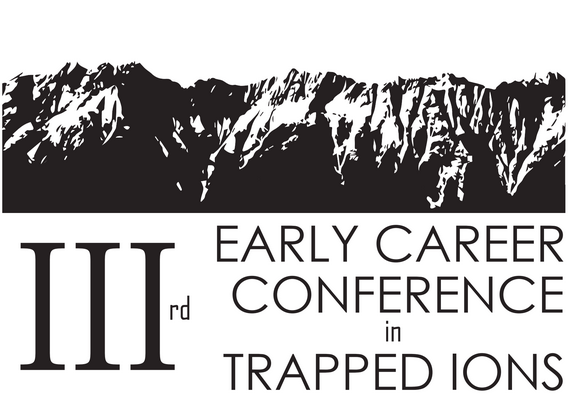 IIIrd
EARLY CAREER
CONFERENCE
in
TRAPPED IONS